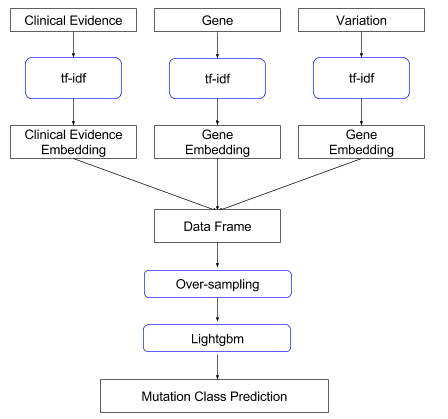 Clinical Evidence
Gene
Variation
tf-idf
tf-idf
tf-idf
Clinical Evidence
Embedding
Gene
Embedding
Gene
Embedding
Data Frame
Over-sampling
Lightgbm
Mutation Class Prediction